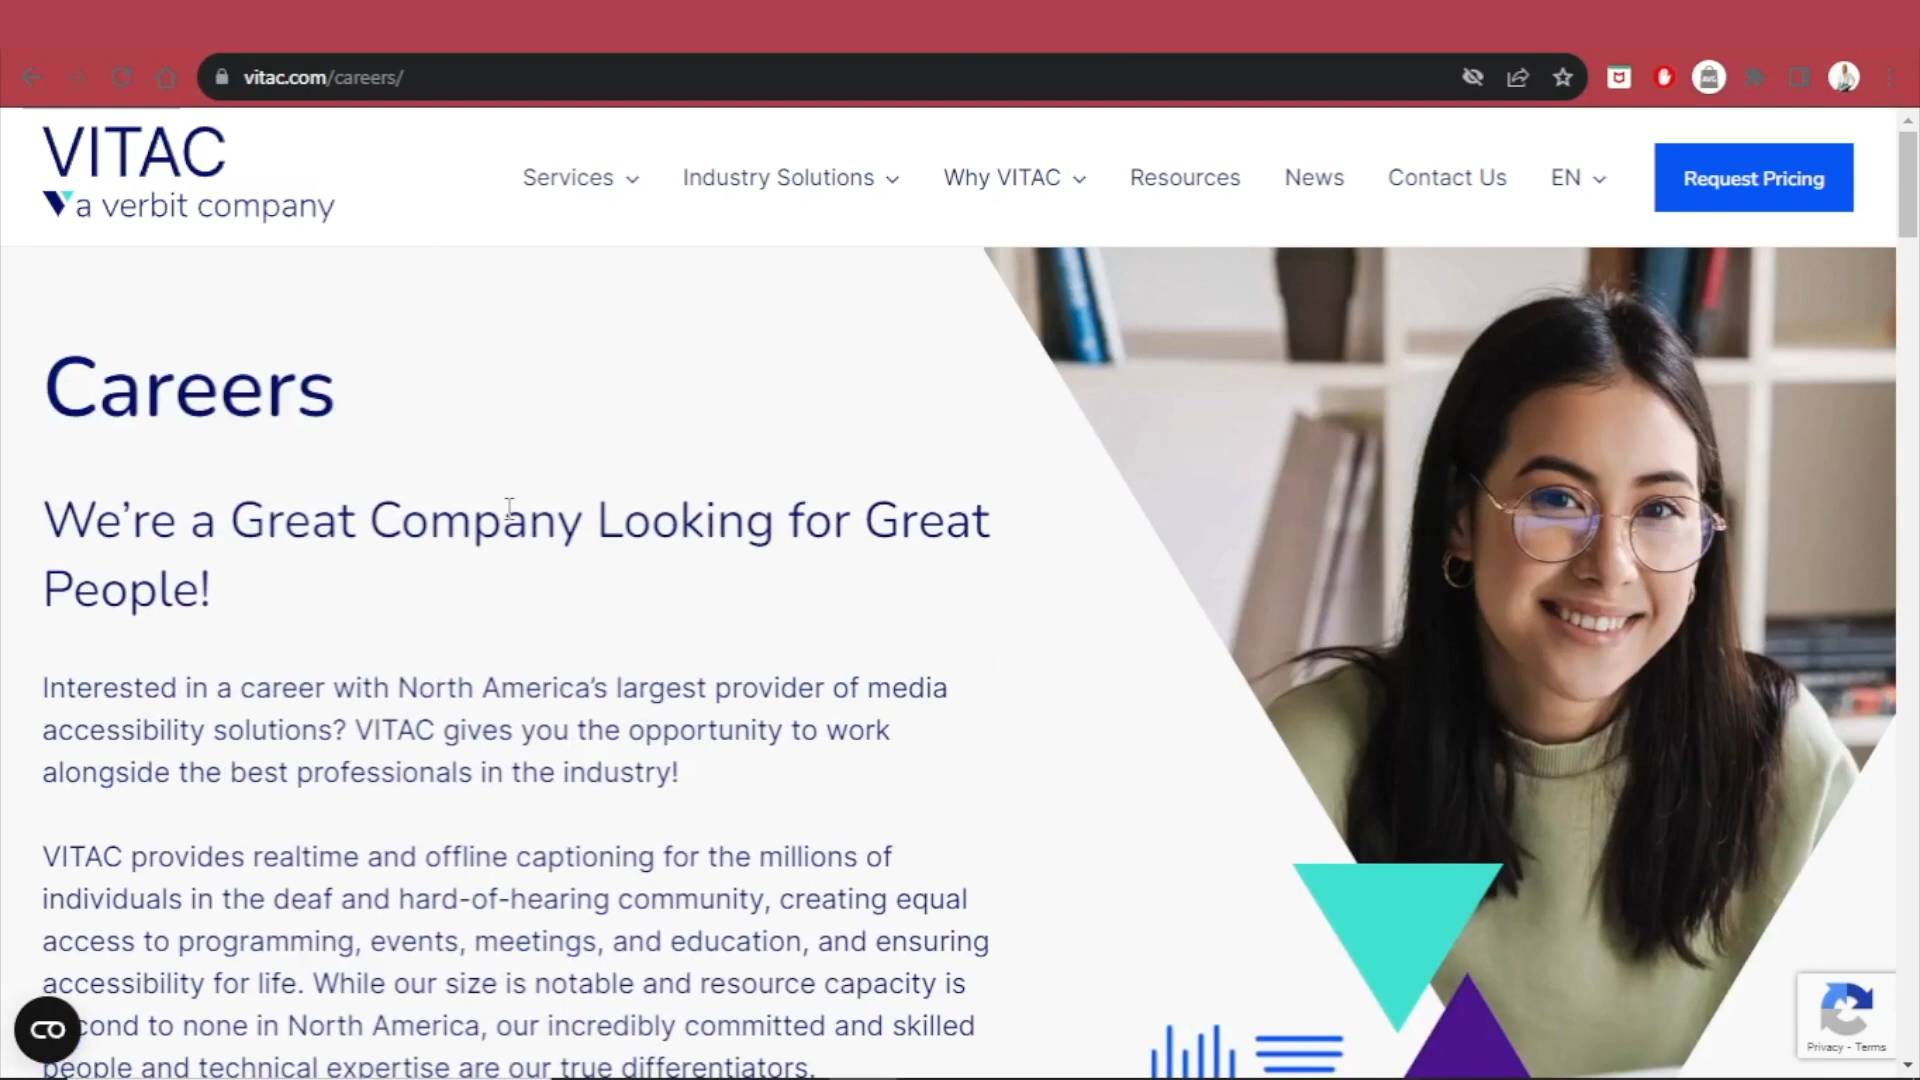 vitac.com/careers/
VITAC
a verbit company
Services
Industry Solutions
Why VITAC
Resources
News
Contact Us
EN
Request Pricing
Careers
We're a Great Company Looking for Great
People!
Interested in a career with North America's largest provider of media
accessibility solutions? VITAC gives you the opportunity to work
alongside the best professionals in the industry!
VITAC provides realtime and offline captioning for the millions of
individuals in the deaf and hard-of-hearing community, creating equal
access to programming, events, meetings, and education, and ensuring
accessibility for life. While our size is notable and resource capacity is
cond to none in North America, our incredibly committed and skilled
people and technical expertise are our true differentiators.
Privacy - Terms